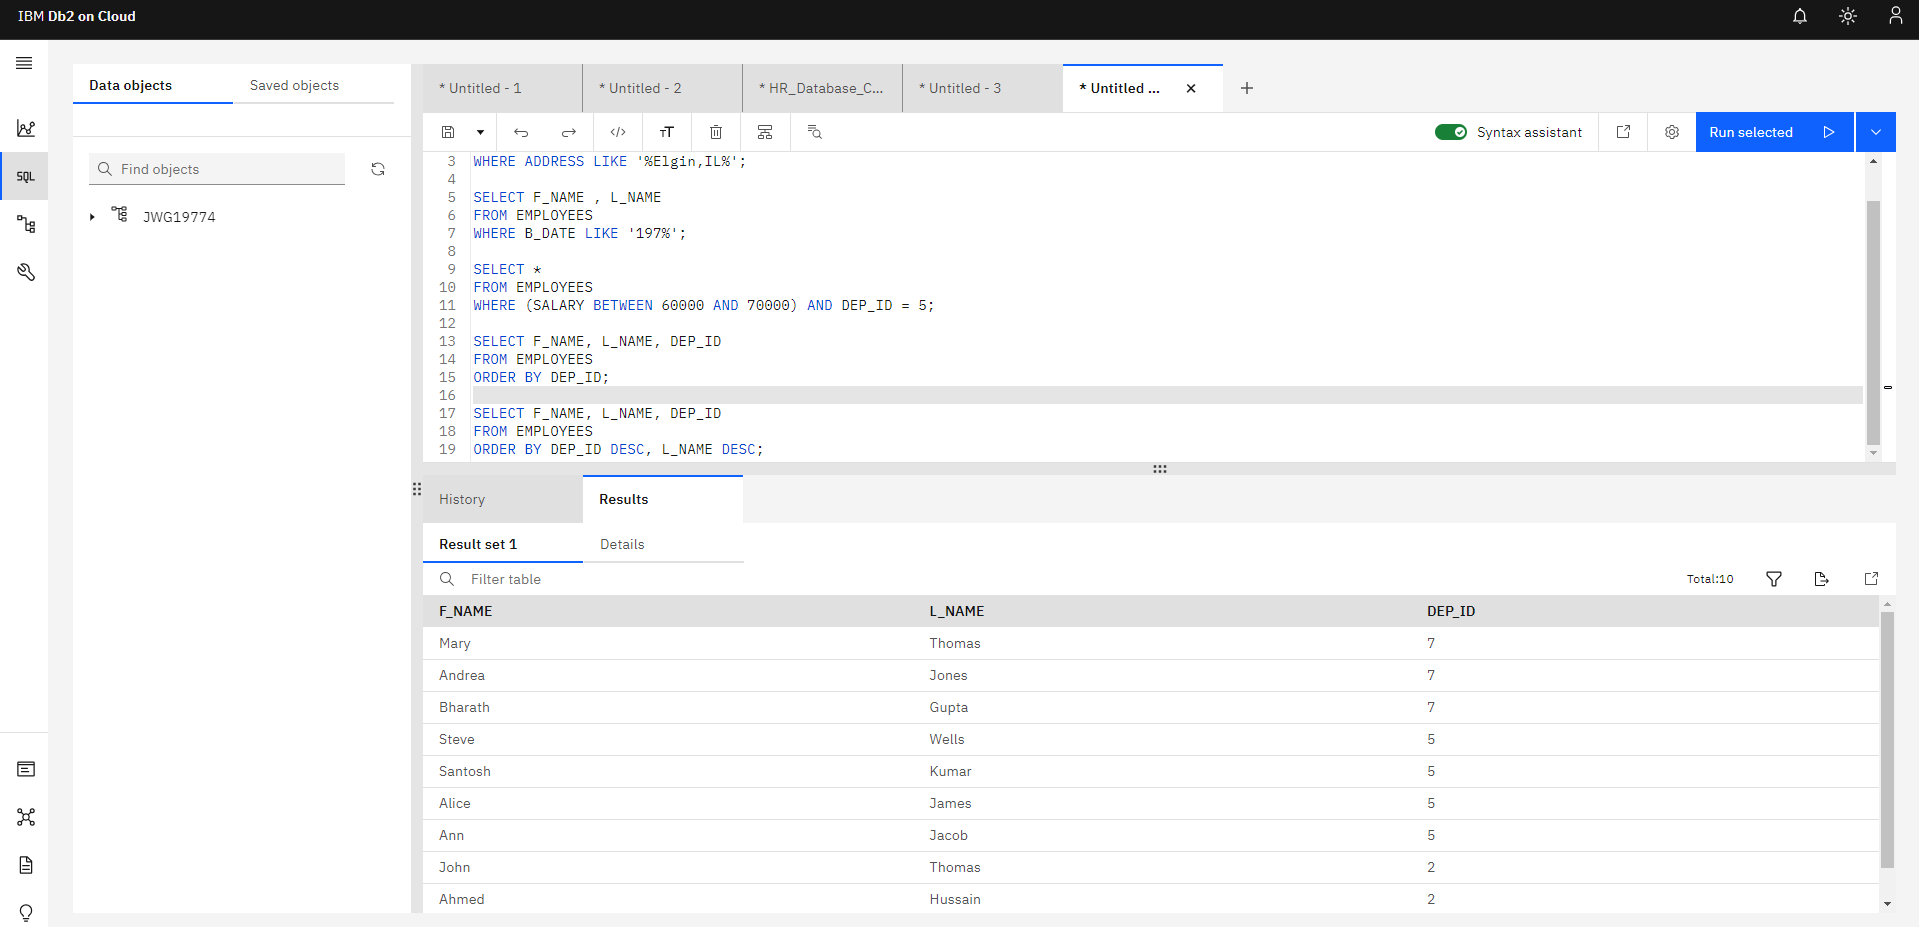 IBM Db2 on Cloud
Data objects
Saved objects
* Untitled - 1
* Untitled - 2
* HR_Database_C...
* Untitled - 3
* Untitled ...
Syntax assistant
Run selected
SQL
Find objects
JWG19774
3 WHERE ADDRESS LIKE '%Elgin,IL%';
4
5 SELECT F_NAME , L_NAME
6 FROM EMPLOYEES
7 WHERE B_DATE LIKE '197%';
8
9 SELECT *
10 FROM EMPLOYEES
11 WHERE (SALARY BETWEEN 60000 AND 70000) AND DEP_ID = 5;
12
13 SELECT F_NAME, L_NAME, DEP_ID
14 FROM EMPLOYEES
15 ORDER BY DEP_ID;
16
17 SELECT F_NAME, L_NAME, DEP_ID
18 FROM EMPLOYEES
19 ORDER BY DEP_ID DESC, L_NAME DESC;
History
Results
Result set 1
Details
Filter table
Total:10
F_NAME L_NAME DEP_ID
Mary Thomas 7
Andrea Jones 7
Bharath Gupta 7
Steve Wells 5
Santosh Kumar 5
Alice James 5
Ann Jacob 5
John Thomas 2
Ahmed Hussain 2